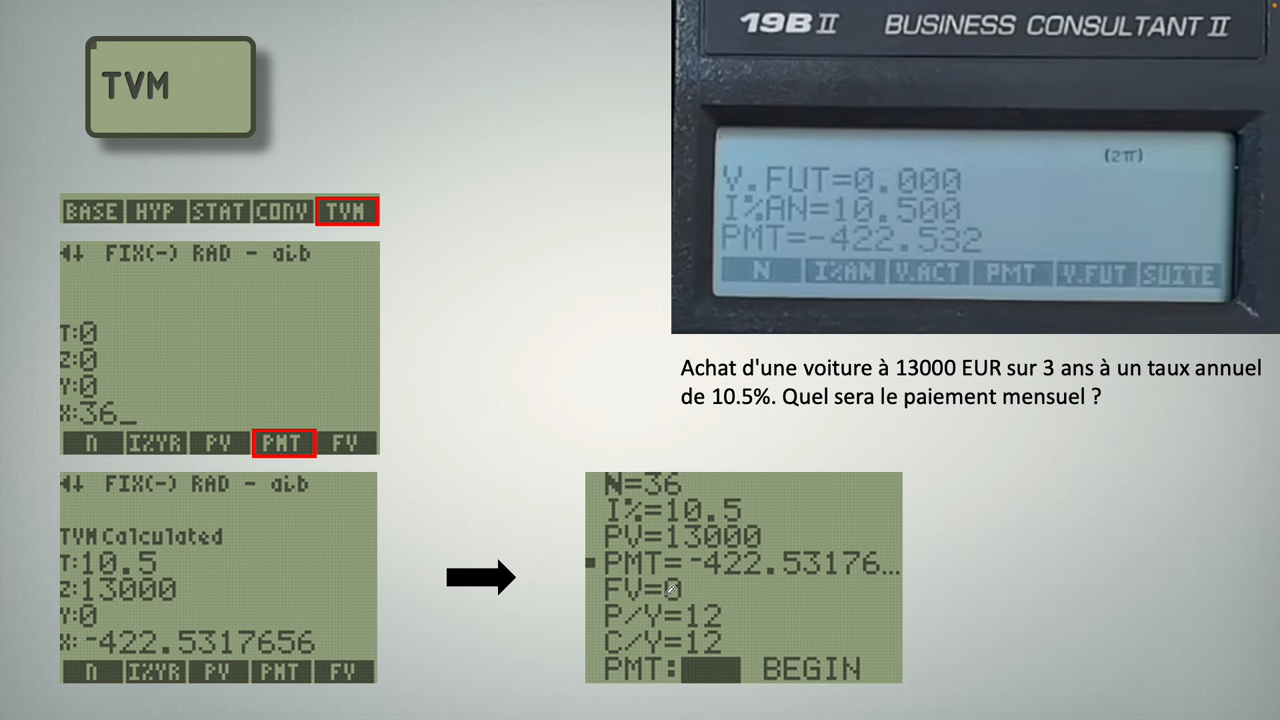 TVM
19B II BUSINESS CONSULTANT II
(2π)
V.FUT=0.000
I%AN=10.500
PMT=-422.532
N I%AN V.ACT PMT V.FUT SUITE
Achat d'une voiture à 13000 EUR sur 3 ans à un taux annuel
de 10.5%. Quel sera le paiement mensuel ?
BASE HYP STAT CONV TVM
FIX(-) RAD -
T:0
Z:0
Y:0
X:36_
n I%YR PV PMT FV
FIX(-) RAD -
TVM Calculated
T:10.5
Z:13000
Y:0
X:-422.5317656
n I%YR PV PMT FV
N=36
I%=10.5
PV=13000
PMT=-422.53176…
FV=0
P/Y=12
C/Y=12
PMT: BEGIN